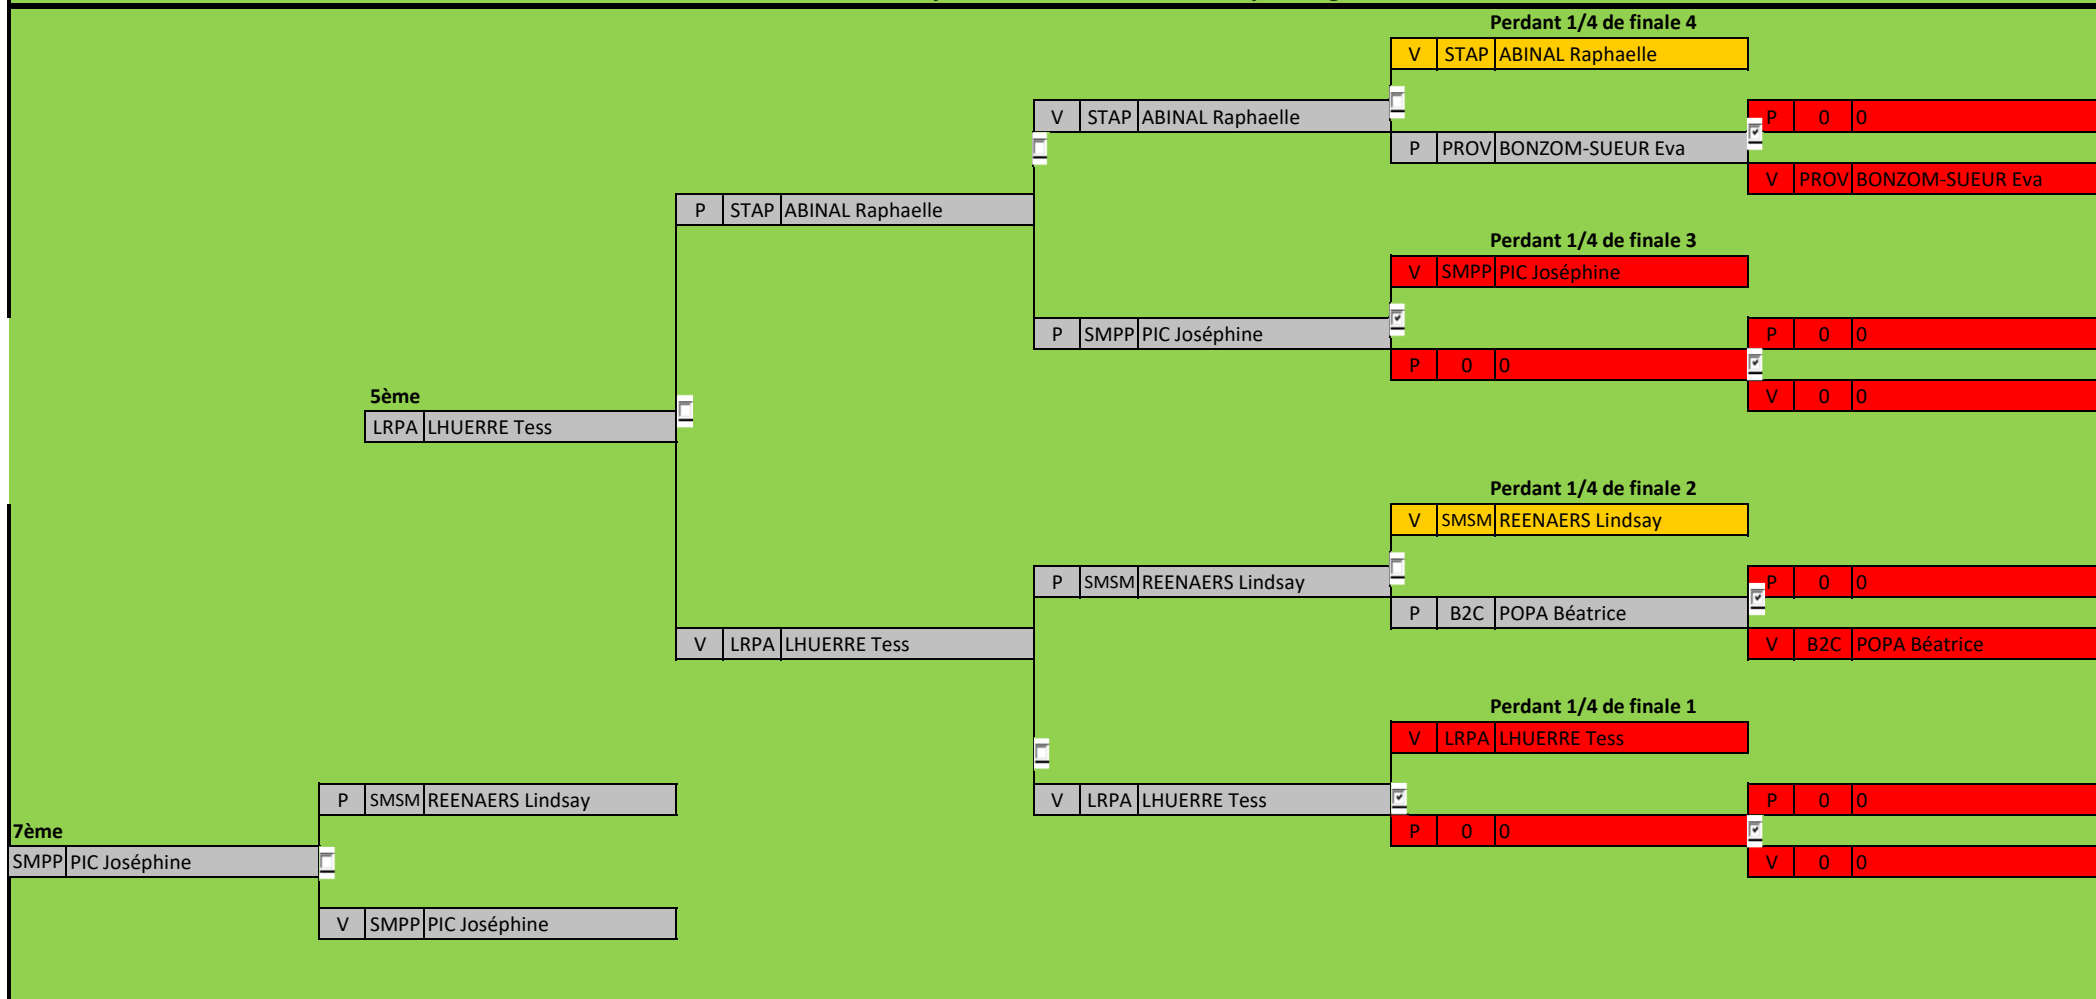 Perdant 1/4 de finale 4
V STAP ABINAL Raphaelle
V STAP ABINAL Raphaelle
P 0 0
P PROV BONZOM-SUEUR Eva
V PROV BONZOM-SUEUR Eva
P STAP ABINAL Raphaelle
Perdant 1/4 de finale 3
V SMPP PIC Joséphine
P SMPP PIC Joséphine
P 0 0
P 0 0
5ème
V 0 0
LRPA LHUERRE Tess
Perdant 1/4 de finale 2
V SMSM REENAERS Lindsay
P SMSM REENAERS Lindsay
P 0 0
P B2C POPA Béatrice
V LRPA LHUERRE Tess
V B2C POPA Béatrice
Perdant 1/4 de finale 1
V LRPA LHUERRE Tess
P SMSM REENAERS Lindsay
V LRPA LHUERRE Tess
P 0 0
7ème
P 0 0
SMPP PIC Joséphine
V 0 0
V SMPP PIC Joséphine